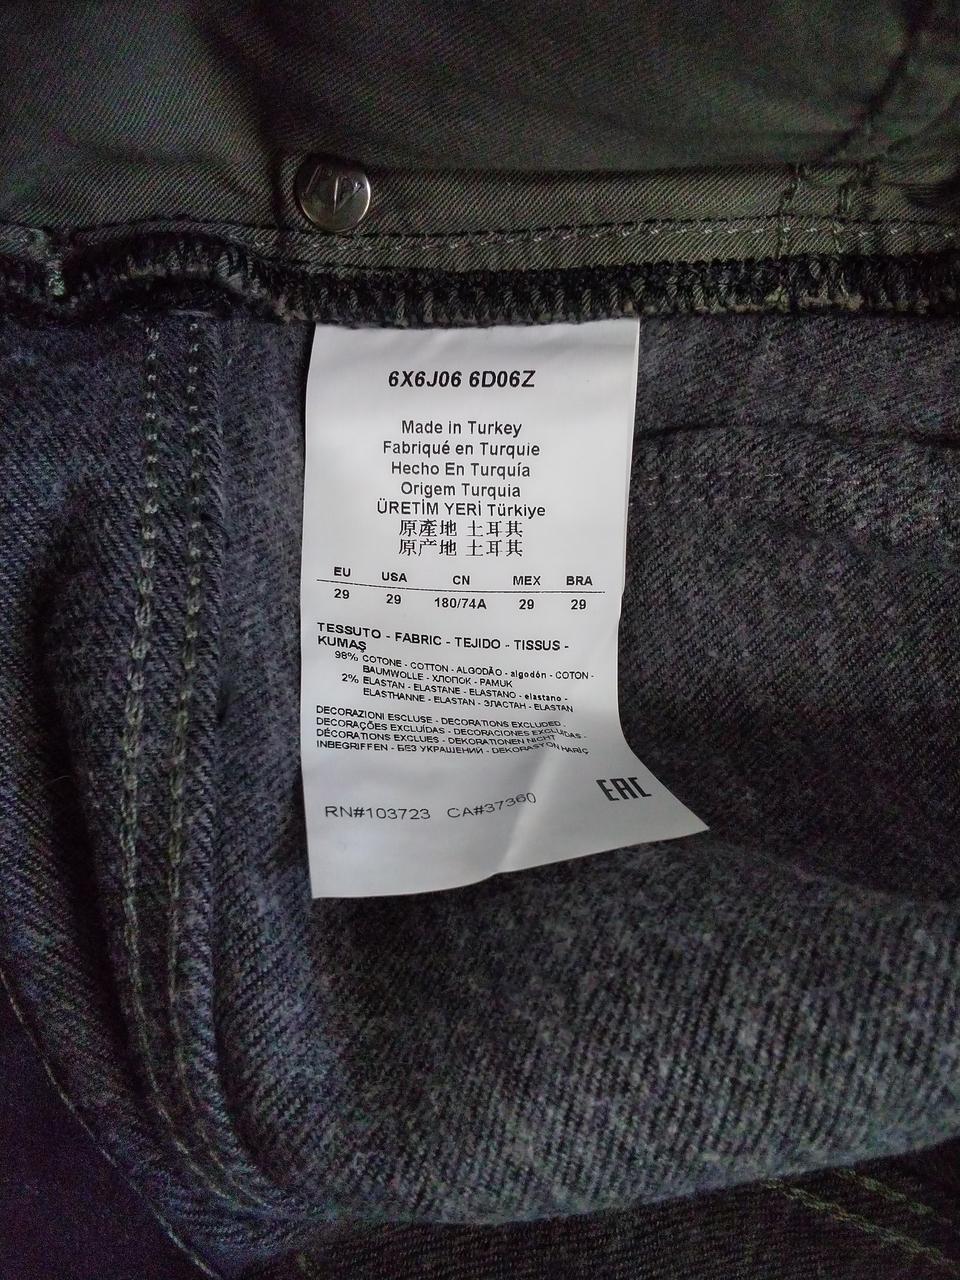 6X6J06 6D06Z
Made in Turkey
Fabriqué en Turquie
Hecho En Turquía
Origem Turquia
ÜRETİM YERİ Türkiye
原產地 土耳其
原产地 土耳其
EU USA CN MEX BRA
29 29 180/74A 29 29
TESSUTO - FABRIC - TEJIDO - TISSUS -
KUMAŞ
98% COTONE - COTTON - ALGODÃO - algodón - COTON -
BAUMWOLLE - ХЛОПОК - PAMUK
2% ELASTAN - ELASTANE - ELASTANO - elastano -
ELASTHANNE - ELASTAN - ЭЛАСТАН - ELASTAN
DECORAZIONI ESCLUSE - DECORATIONS EXCLUDED -
DECORAÇÕES EXCLUÍDAS - DECORACIONES EXCLUIDAS -
DÉCORATIONS EXCLUES - DEKORATIONEN NICHT
INBEGRIFFEN - БЕЗ УКРАШЕНИЙ - DEKORASYON HARİÇ
EAC
RN#103723 CA#37360